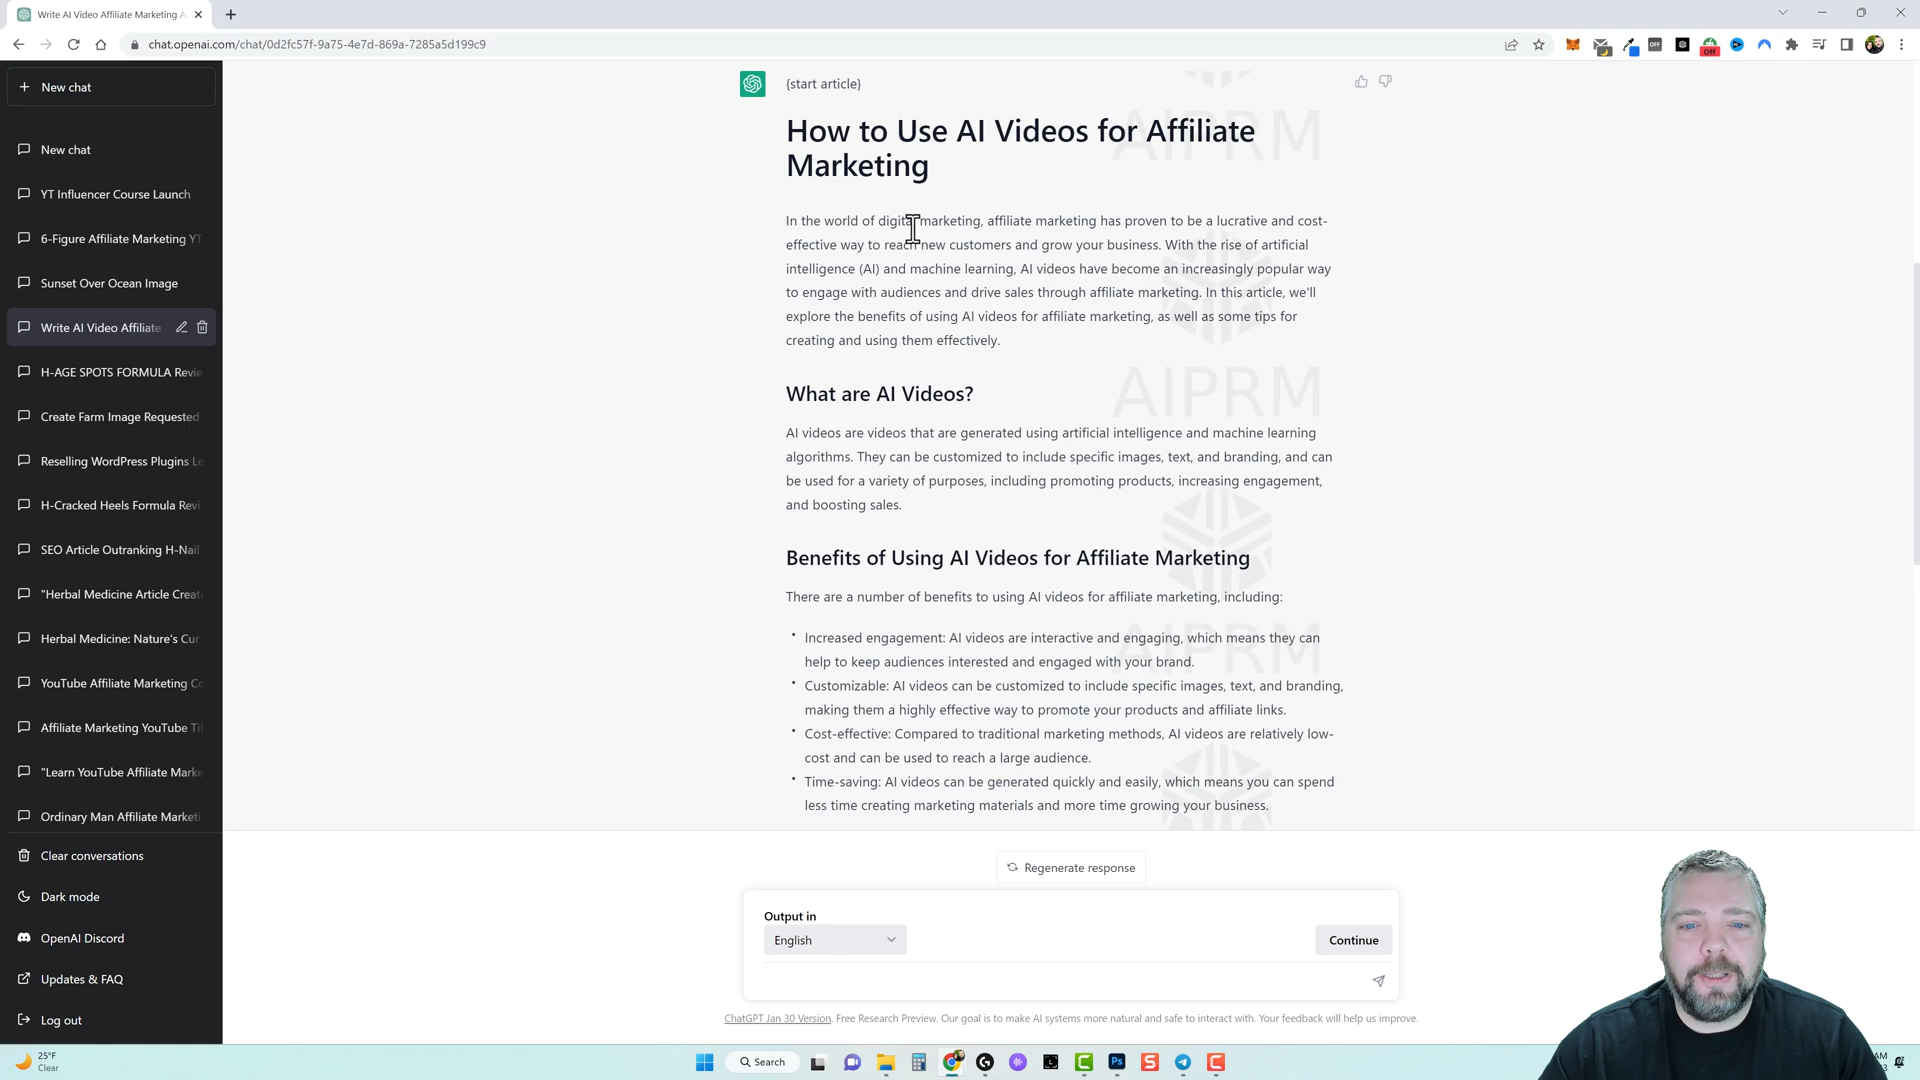 Write AI Video Affiliate Marketing A
chat.openai.com/chat/0d2fc57f-9a75-4e7d-869a-7285a5d199c9
OFF
Off
New chat
New chat
YT Influencer Course Launch
6-Figure Affiliate Marketing YT
Sunset Over Ocean Image
Write AI Video Affiliate
H-AGE SPOTS FORMULA Revie
Create Farm Image Requested
Reselling WordPress Plugins Le
H-Cracked Heels Formula Revi
SEO Article Outranking H-Nail
"Herbal Medicine Article Creati
Herbal Medicine: Nature's Cur
YouTube Affiliate Marketing Co
Affiliate Marketing YouTube Tit
"Learn YouTube Affiliate Marke
Ordinary Man Affiliate Marketi
Clear conversations
Dark mode
OpenAI Discord
Updates & FAQ
Log out
{start article}
How to Use AI Videos for Affiliate
Marketing
In the world of digital marketing, affiliate marketing has proven to be a lucrative and cost-
effective way to reach new customers and grow your business. With the rise of artificial
intelligence (AI) and machine learning, AI videos have become an increasingly popular way
to engage with audiences and drive sales through affiliate marketing. In this article, we'll
explore the benefits of using AI videos for affiliate marketing, as well as some tips for
creating and using them effectively.
What are AI Videos?
AI videos are videos that are generated using artificial intelligence and machine learning
algorithms. They can be customized to include specific images, text, and branding, and can
be used for a variety of purposes, including promoting products, increasing engagement,
and boosting sales.
Benefits of Using AI Videos for Affiliate Marketing
There are a number of benefits to using AI videos for affiliate marketing, including:
• Increased engagement: AI videos are interactive and engaging, which means they can
help to keep audiences interested and engaged with your brand.
• Customizable: AI videos can be customized to include specific images, text, and branding,
making them a highly effective way to promote your products and affiliate links.
• Cost-effective: Compared to traditional marketing methods, AI videos are relatively low-
cost and can be used to reach a large audience.
• Time-saving: AI videos can be generated quickly and easily, which means you can spend
less time creating marketing materials and more time growing your business.
AIPRM
AIPRM
AIPRM
Regenerate response
Output in
English
Continue
ChatGPT Jan 30 Version. Free Research Preview. Our goal is to make AI systems more natural and safe to interact with. Your feedback will help us improve.
25°F
Clear
Search
Ps
AM